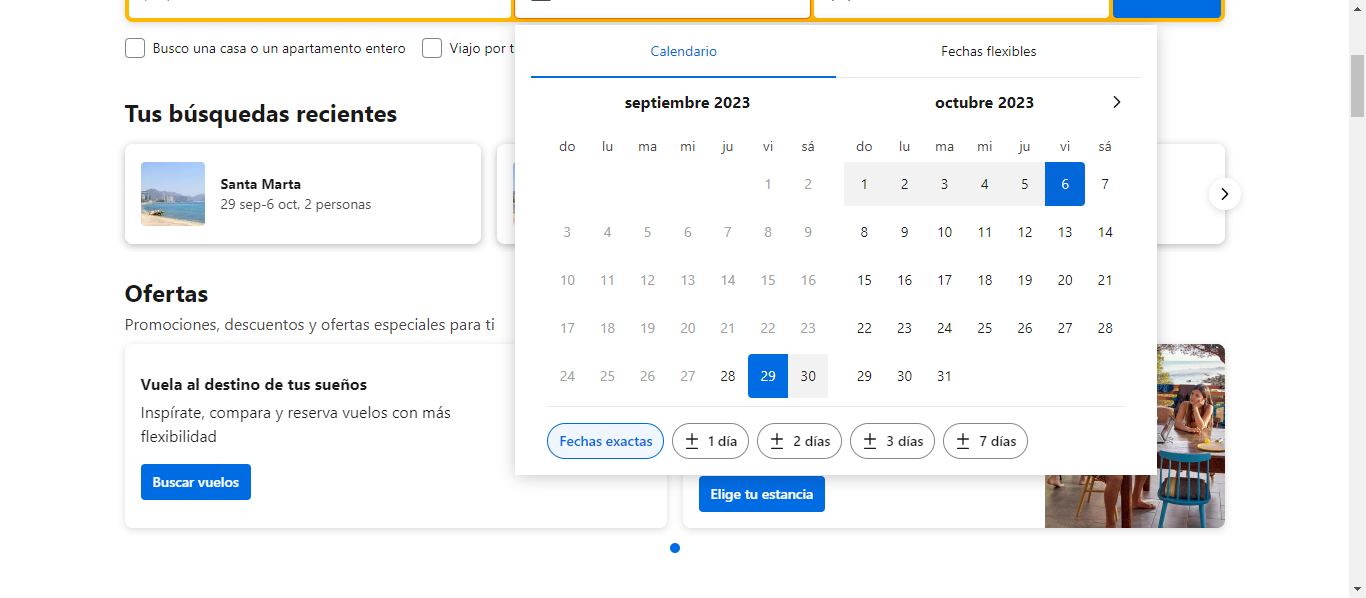 Busco una casa o un apartamento entero
Viajo por t
Calendario
Fechas flexibles
septiembre 2023
octubre 2023
do lu ma mi ju vi sá
do lu ma mi ju vi sá
1 2
1 2 3 4 5 6 7
3 4 5 6 7 8 9
8 9 10 11 12 13 14
10 11 12 13 14 15 16
15 16 17 18 19 20 21
17 18 19 20 21 22 23
22 23 24 25 26 27 28
24 25 26 27 28 29 30
29 30 31
Fechas exactas
± 1 día
± 2 días
± 3 días
± 7 días
Tus búsquedas recientes
Santa Marta
29 sep-6 oct, 2 personas
Ofertas
Promociones, descuentos y ofertas especiales para ti
Vuela al destino de tus sueños
Inspírate, compara y reserva vuelos con más
flexibilidad
Buscar vuelos
Elige tu estancia